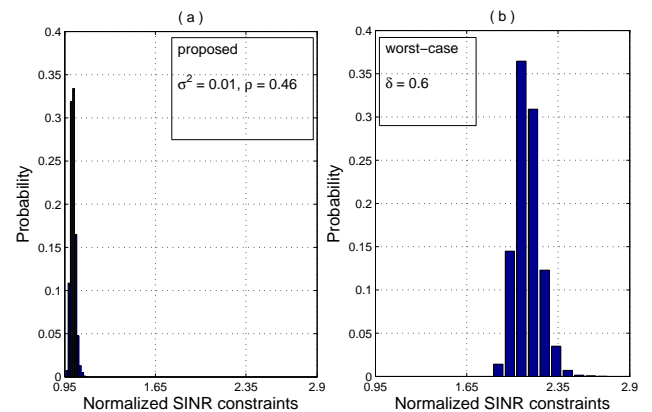 ( a )
0.4
0.35
0.3
0.25
0.2
0.15
0.1
0.05
0
Probability
proposed
σ² = 0.01, ρ = 0.46
0.95 1.65 2.35 2.9
Normalized SINR constraints
( b )
0.4
0.35
0.3
0.25
0.2
0.15
0.1
0.05
0
Probability
worst−case
δ = 0.6
0.95 1.65 2.35 2.9
Normalized SINR constraints